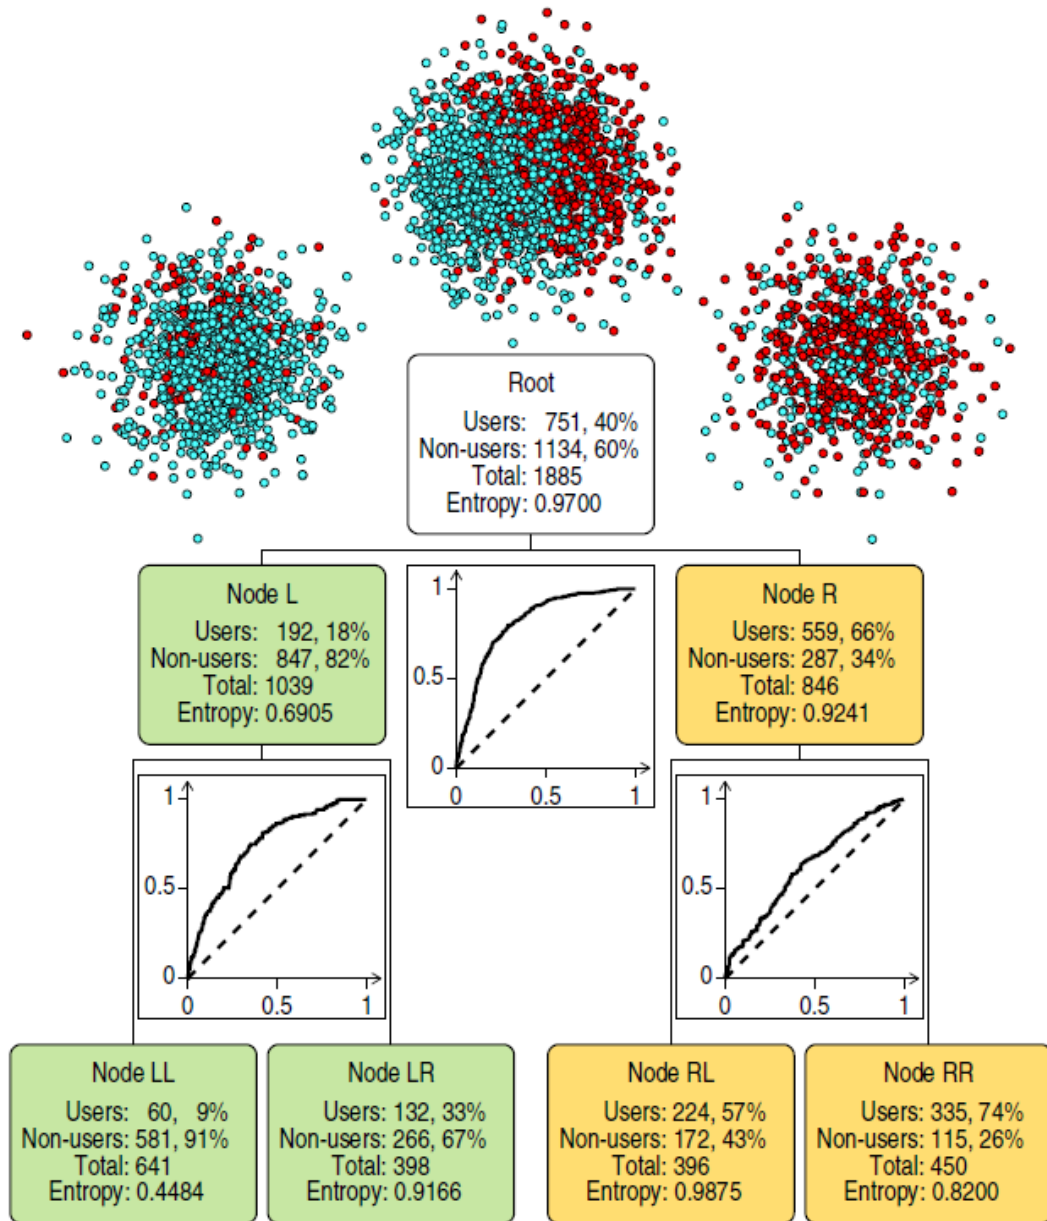 Root
Users: 751, 40%
Non-users: 1134, 60%
Total: 1885
Entropy: 0.9700
Node L
Users: 192, 18%
Non-users: 847, 82%
Total: 1039
Entropy: 0.6905
1
0.5
0
0 0.5 1
Node R
Users: 559, 66%
Non-users: 287, 34%
Total: 846
Entropy: 0.9241
1
0.5
0
0 0.5 1
1
0.5
0
0 0.5 1
Node LL
Users: 60, 9%
Non-users: 581, 91%
Total: 641
Entropy: 0.4484
Node LR
Users: 132, 33%
Non-users: 266, 67%
Total: 398
Entropy: 0.9166
Node RL
Users: 224, 57%
Non-users: 172, 43%
Total: 396
Entropy: 0.9875
Node RR
Users: 335, 74%
Non-users: 115, 26%
Total: 450
Entropy: 0.8200